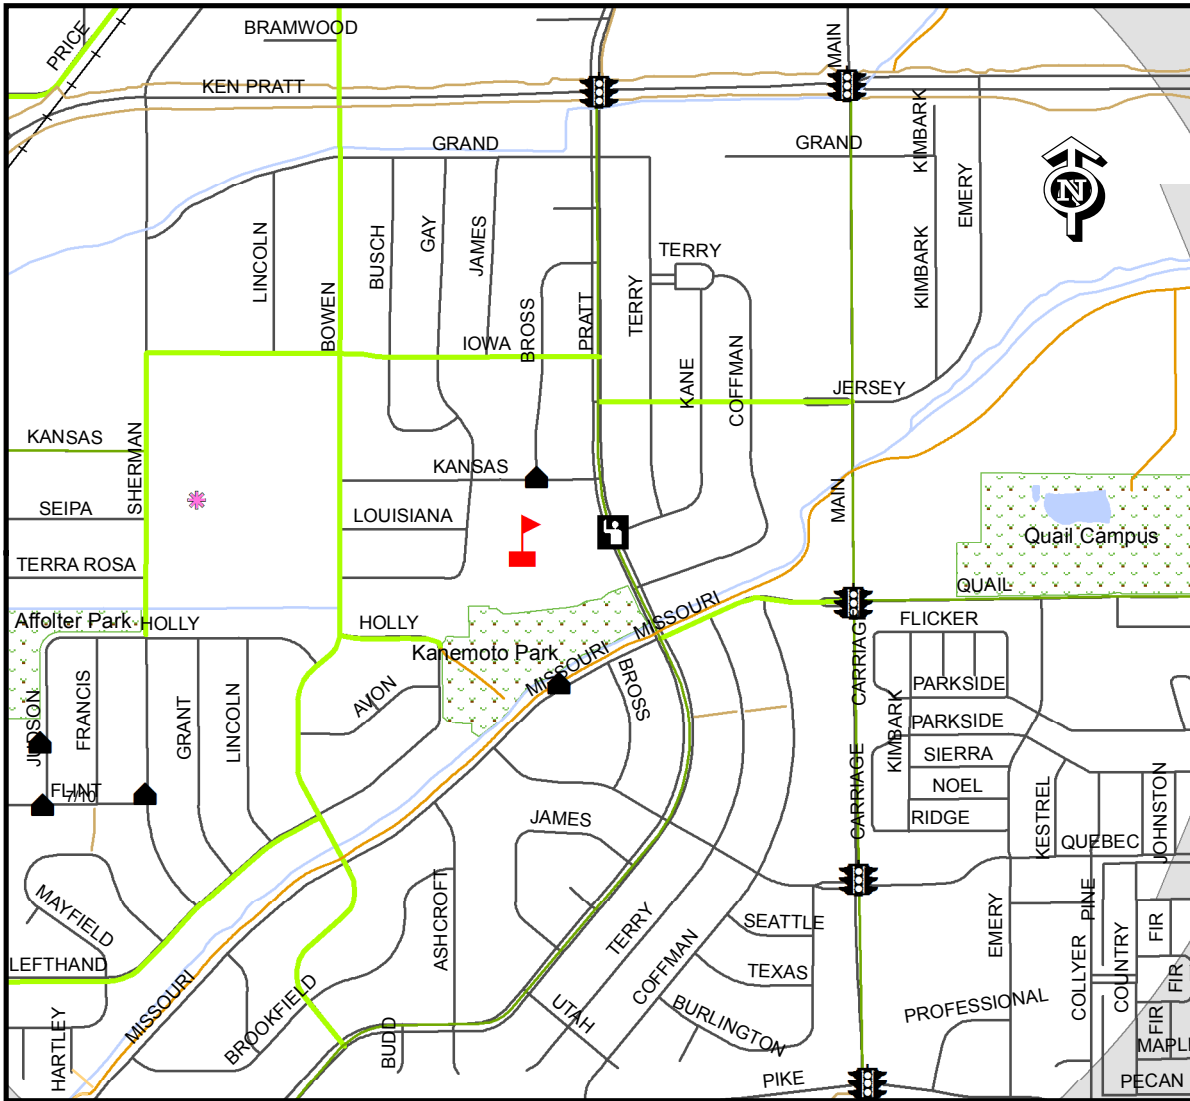 PRICE
BRAMWOOD
MAIN
KEN PRATT
GRAND
GRAND
KIMBARK
EMERY
N
LINCOLN
BUSCH
GAY
JAMES
TERRY
KIMBARK
BOWEN
BROSS
PRATT
TERRY
IOWA
KANE
COFFMAN
JERSEY
KANSAS
SHERMAN
KANSAS
MAIN
SEIPA
LOUISIANA
Quail Campus
TERRA ROSA
QUAIL
Affolter Park
HOLLY
HOLLY
MISSOURI
FLICKER
CARRIAG
Kanemoto Park
MISSOURI
BROSS
PARKSIDE
JUDSON
FRANCIS
GRANT
LINCOLN
AVON
KIMBARK
PARKSIDE
SIERRA
FLINT
7/10
NOEL
CARRIAGE
RIDGE
KESTREL
JOHNSTON
JAMES
QUEBEC
MAYFIELD
ASHCROFT
TERRY
SEATTLE
EMERY
PINE
FIR
LEFTHAND
COFFMAN
TEXAS
COLLYER
COUNTRY
FIR
MISSOURI
BROOKFIELD
UTAH
BURLINGTON
PROFESSIONAL
FIR
HARTLEY
BUDD
MAPL
PIKE
PECAN